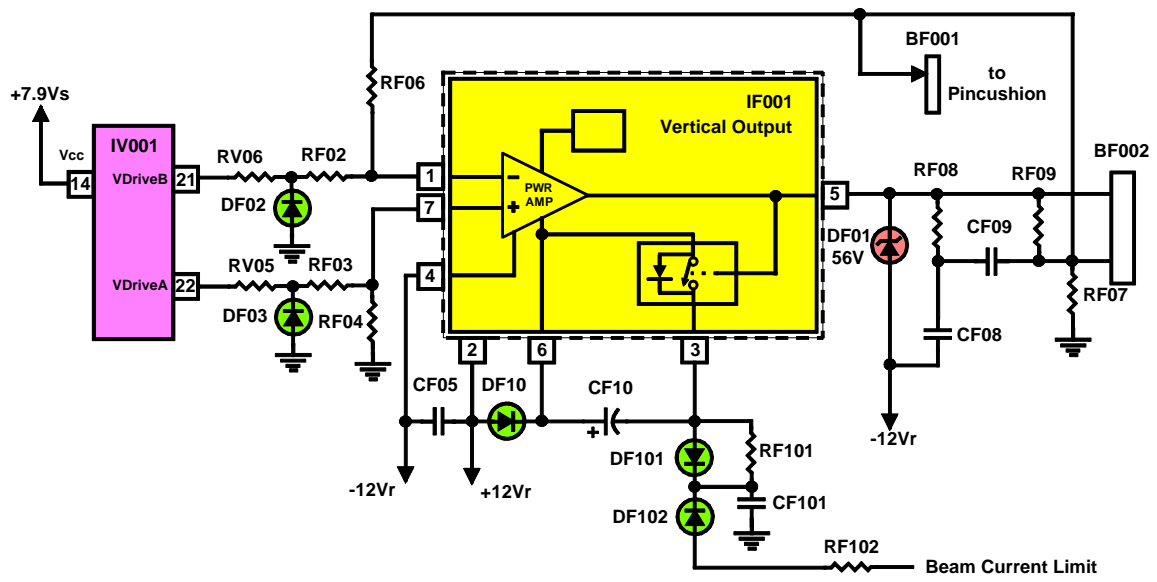 BF001
to
Pincushion
RF06
+7.9Vs
IF001
Vertical Output
IV001
Vcc
14
VDriveB
21
RV06
RF02
1
−
PWR
AMP
+
7
5
RF08
RF09
BF002
DF02
DF01
56V
CF09
4
VDriveA
22
RV05
RF03
DF03
RF04
RF07
CF08
2
6
3
CF05
DF10
CF10
+
-12Vr
-12Vr
+12Vr
DF101
RF101
DF102
CF101
RF102
Beam Current Limit